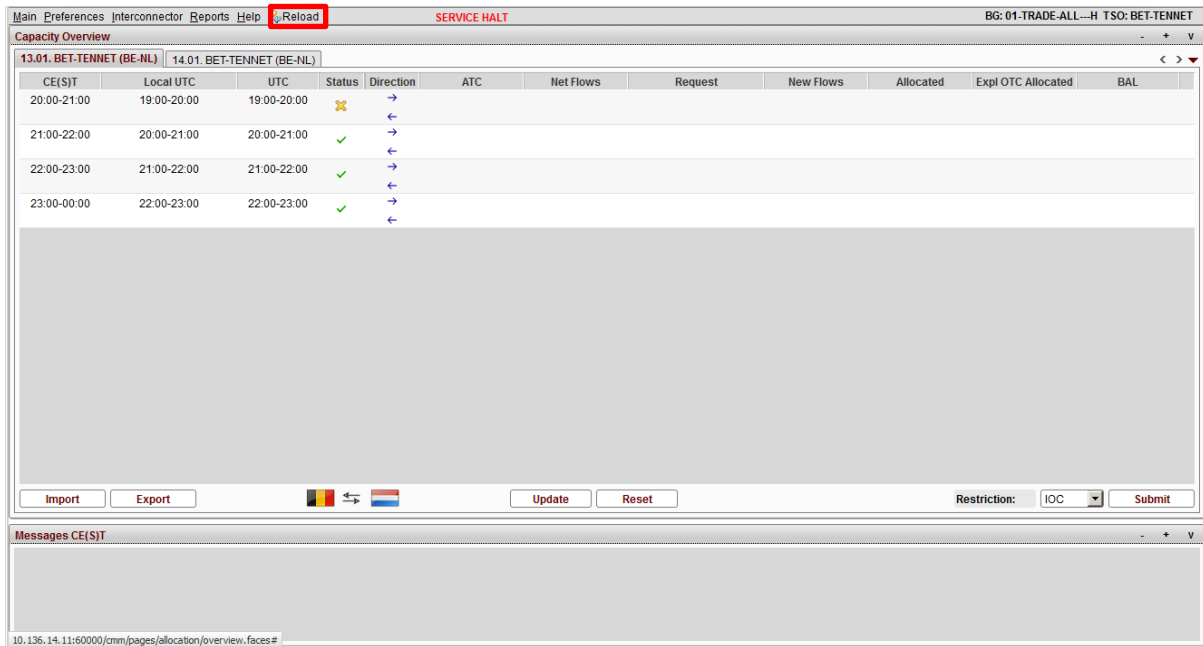 Main Preferences Interconnector Reports Help Reload SERVICE HALT BG: 01-TRADE-ALL---H TSO: BET-TENNET
Capacity Overview - + v
13.01. BET-TENNET (BE-NL) 14.01. BET-TENNET (BE-NL)
CE(S)T Local UTC UTC Status Direction ATC Net Flows Request New Flows Allocated Expl OTC Allocated BAL
20:00-21:00 19:00-20:00 19:00-20:00
21:00-22:00 20:00-21:00 20:00-21:00
22:00-23:00 21:00-22:00 21:00-22:00
23:00-00:00 22:00-23:00 22:00-23:00
Import Export Update Reset Restriction: IOC Submit
Messages CE(S)T - + v
10.136.14.11:60000/cmm/pages/allocation/overview.faces#